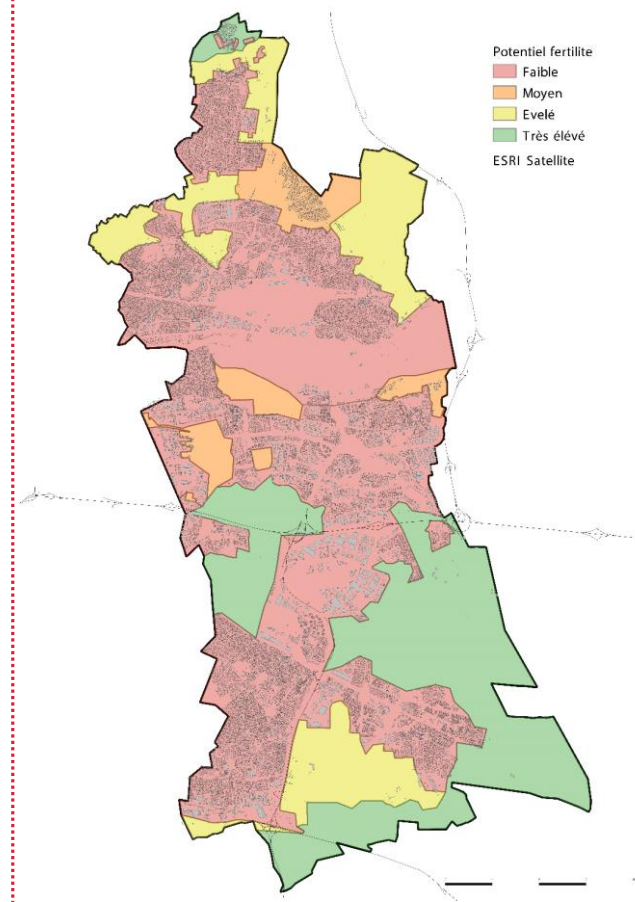 Potentiel fertilite
Faible
Moyen
Evelé
Très élévé
ESRI Satellite